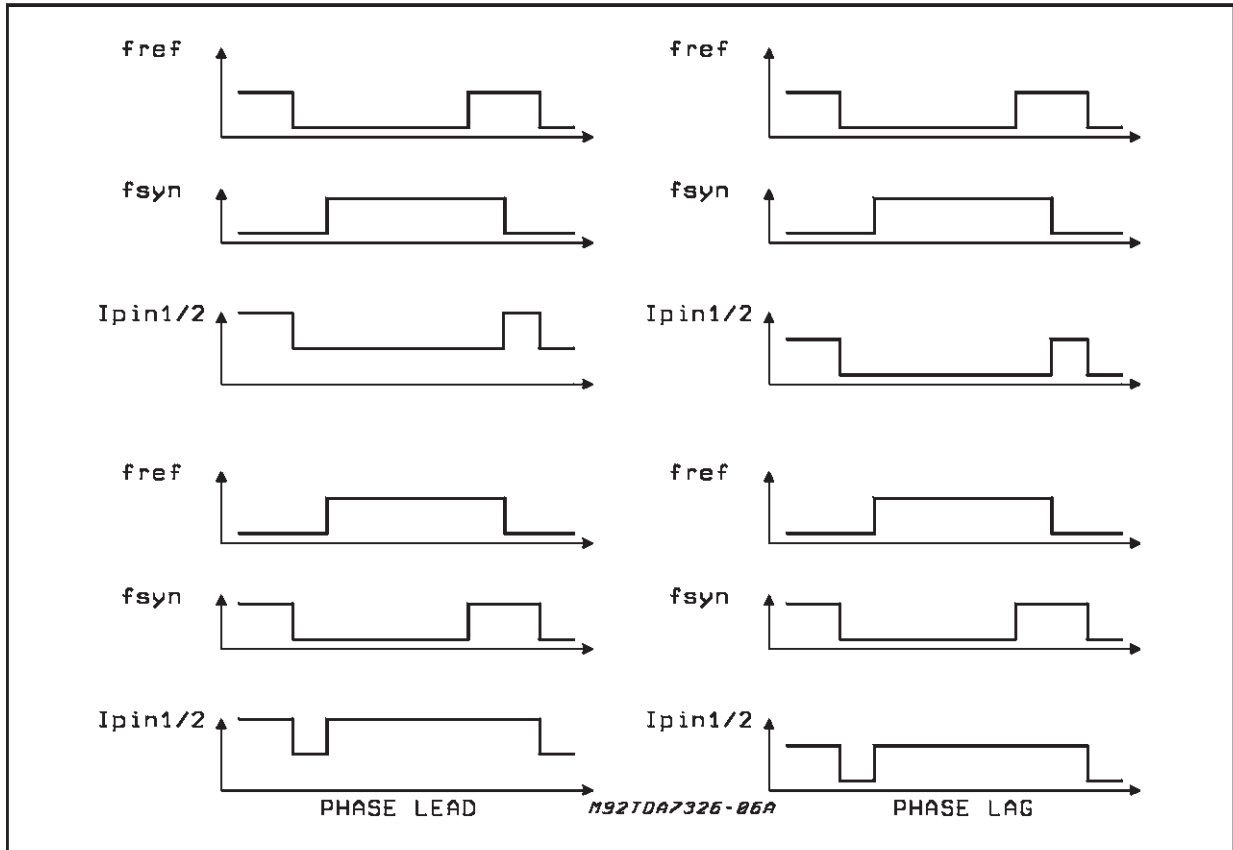 fref
fref
fsyn
fsyn
Ipin1/2
Ipin1/2
fref
fref
fsyn
fsyn
Ipin1/2
Ipin1/2
PHASE LEAD
M92TDA7326-06A
PHASE LAG